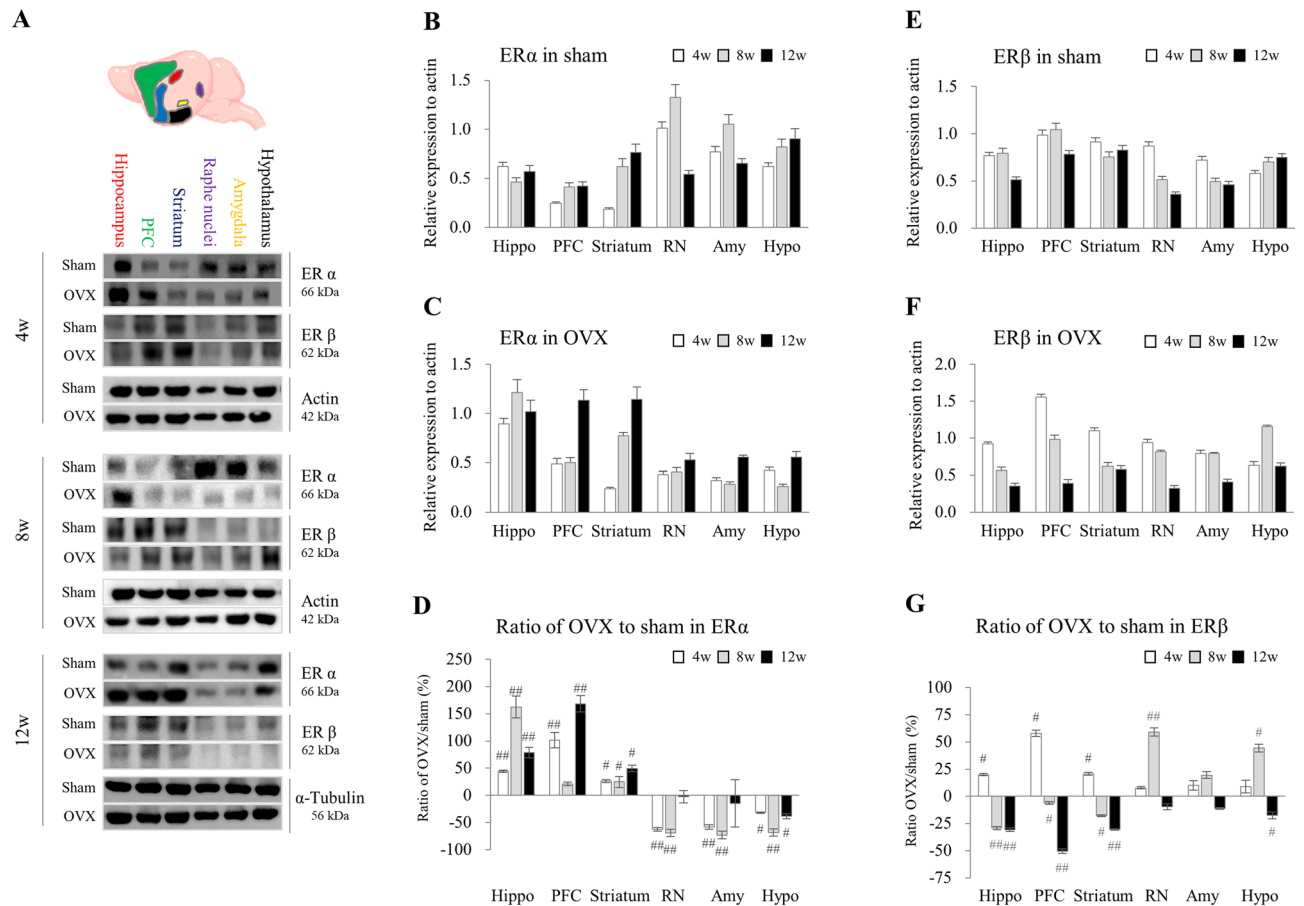 A
Hippocampus
PFC
Striatum
Raphe nuclei
Amygdala
Hypothalamus
4w
Sham
OVX
ER α
66 kDa
Sham
OVX
ER β
62 kDa
Sham
OVX
Actin
42 kDa
8w
Sham
OVX
ER α
66 kDa
Sham
OVX
ER β
62 kDa
Sham
OVX
Actin
42 kDa
12w
Sham
OVX
ER α
66 kDa
Sham
OVX
ER β
62 kDa
Sham
OVX
α-Tubulin
56 kDa
B
ERα in sham
4w 8w 12w
Relative expression to actin
1.5
1.0
0.5
0.0
Hippo PFC Striatum RN Amy Hypo
C
ERα in OVX
4w 8w 12w
Relative expression to actin
1.5
1.0
0.5
0.0
Hippo PFC Striatum RN Amy Hypo
D
Ratio of OVX to sham in ERα
4w 8w 12w
Ratio of OVX/sham (%)
250
200
150
100
50
0
-50
-100
## ## ## ## ## # # # ## ## ## ## # ## #
Hippo PFC Striatum RN Amy Hypo
E
ERβ in sham
4w 8w 12w
Relative expression to actin
1.5
1.0
0.5
0.0
Hippo PFC Striatum RN Amy Hypo
F
ERβ in OVX
4w 8w 12w
Relative expression to actin
2.0
1.5
1.0
0.5
0.0
Hippo PFC Striatum RN Amy Hypo
G
Ratio of OVX to sham in ERβ
4w 8w 12w
Ratio OVX/sham (%)
100
75
50
25
0
-25
-50
-75
# ## ## # # ## # # ## ## # #
Hippo PFC Striatum RN Amy Hypo